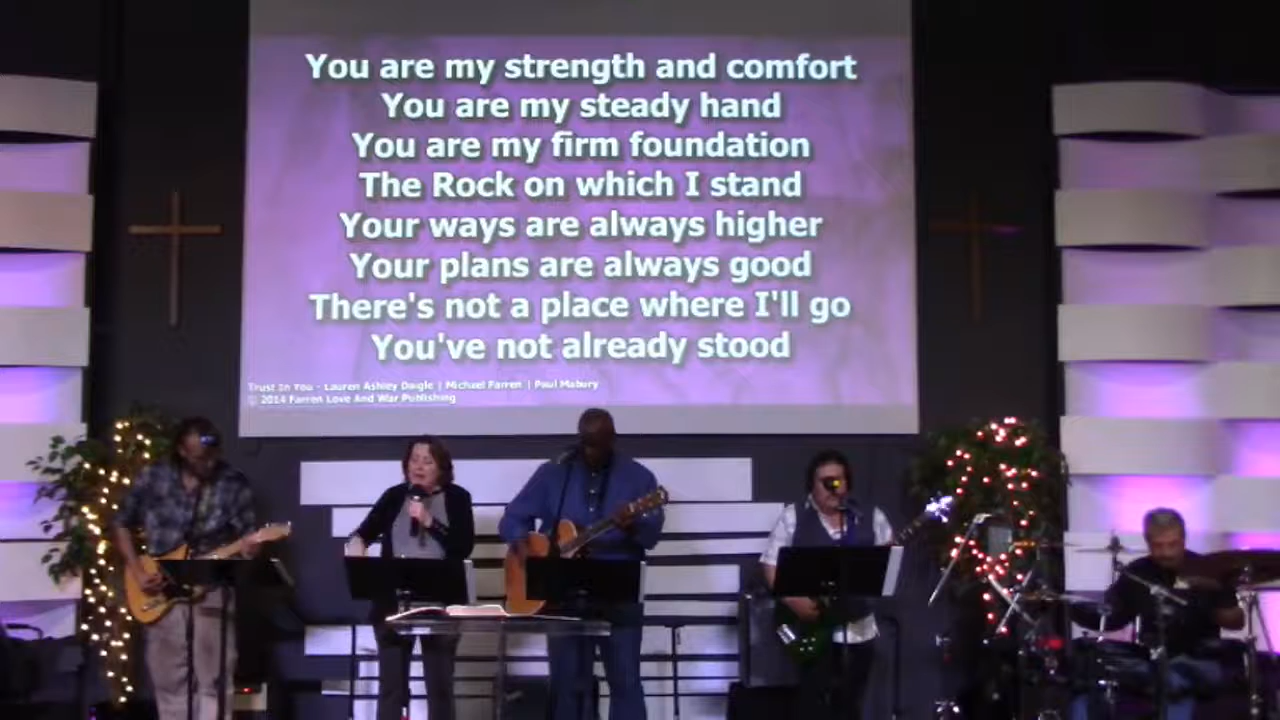 You are my strength and comfort
You are my steady hand
You are my firm foundation
The Rock on which I stand
Your ways are always higher
Your plans are always good
There's not a place where I'll go
You've not already stood
Trust In You - Lauren Ashley Daigle | Michael Farren | Paul Mabury
© 2014 Farren Love And War Publishing